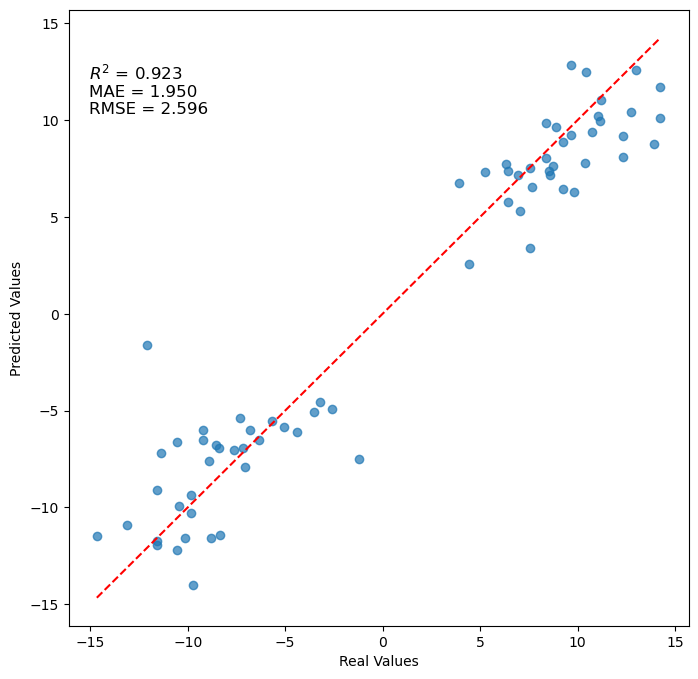 R² = 0.923
MAE = 1.950
RMSE = 2.596
15
10
5
0
−5
−10
−15
Predicted Values
−15 −10 −5 0 5 10 15
Real Values